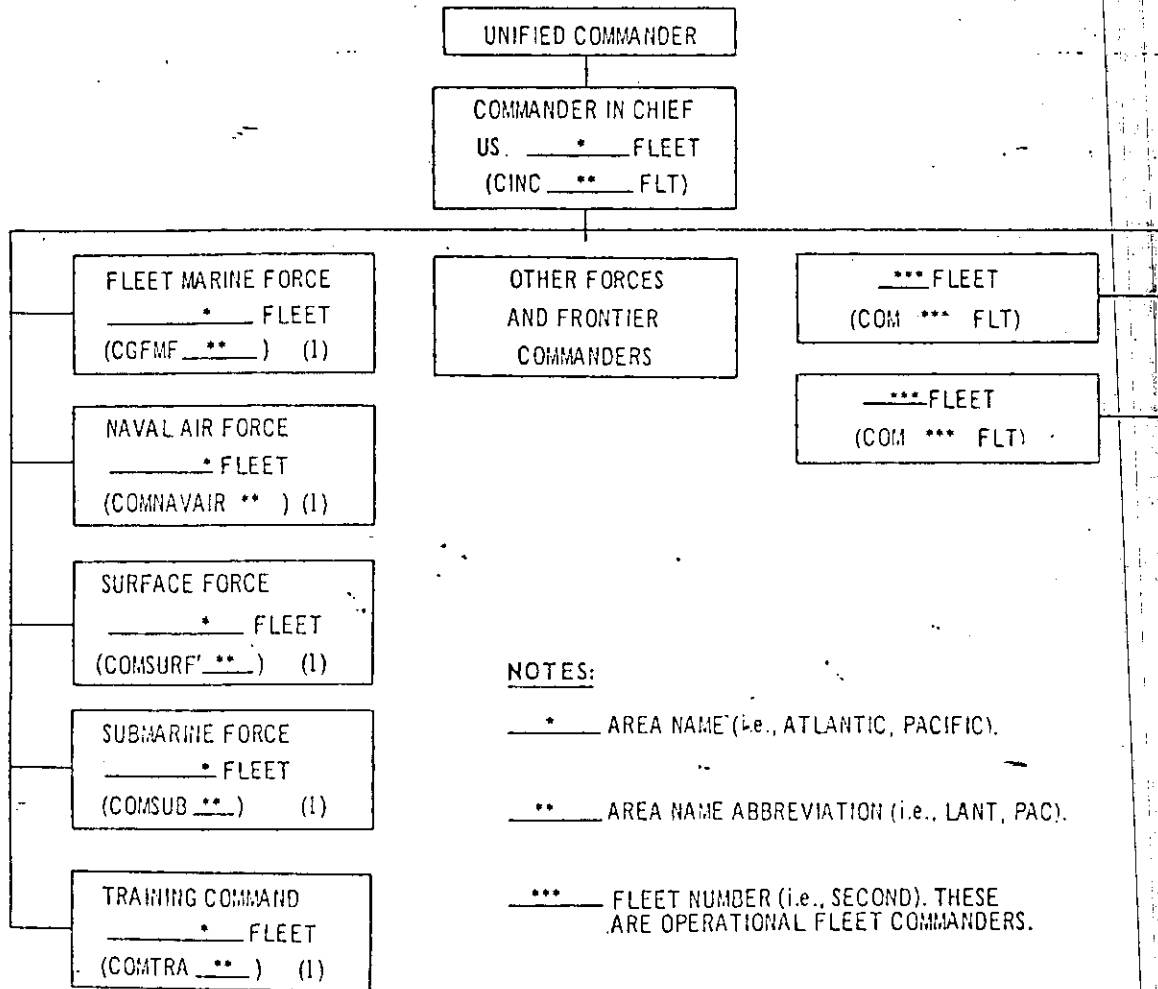 UNIFIED COMMANDER
COMMANDER IN CHIEF
US. * FLEET
(CINC ** FLT)
FLEET MARINE FORCE
* FLEET
(CGFMF ** ) (1)
NAVAL AIR FORCE
* FLEET
(COMNAVAIR ** ) (1)
SURFACE FORCE
* FLEET
(COMSURF' ** ) (1)
SUBMARINE FORCE
* FLEET
(COMSUB ** ) (1)
TRAINING COMMAND
* FLEET
(COMTRA ** ) (1)
OTHER FORCES
AND FRONTIER
COMMANDERS
*** FLEET
(COM *** FLT)
*** FLEET
(COM *** FLT)
NOTES:
* AREA NAME (i.e., ATLANTIC, PACIFIC).
** AREA NAME ABBREVIATION (i.e., LANT, PAC).
*** FLEET NUMBER (i.e., SECOND). THESE
ARE OPERATIONAL FLEET COMMANDERS.